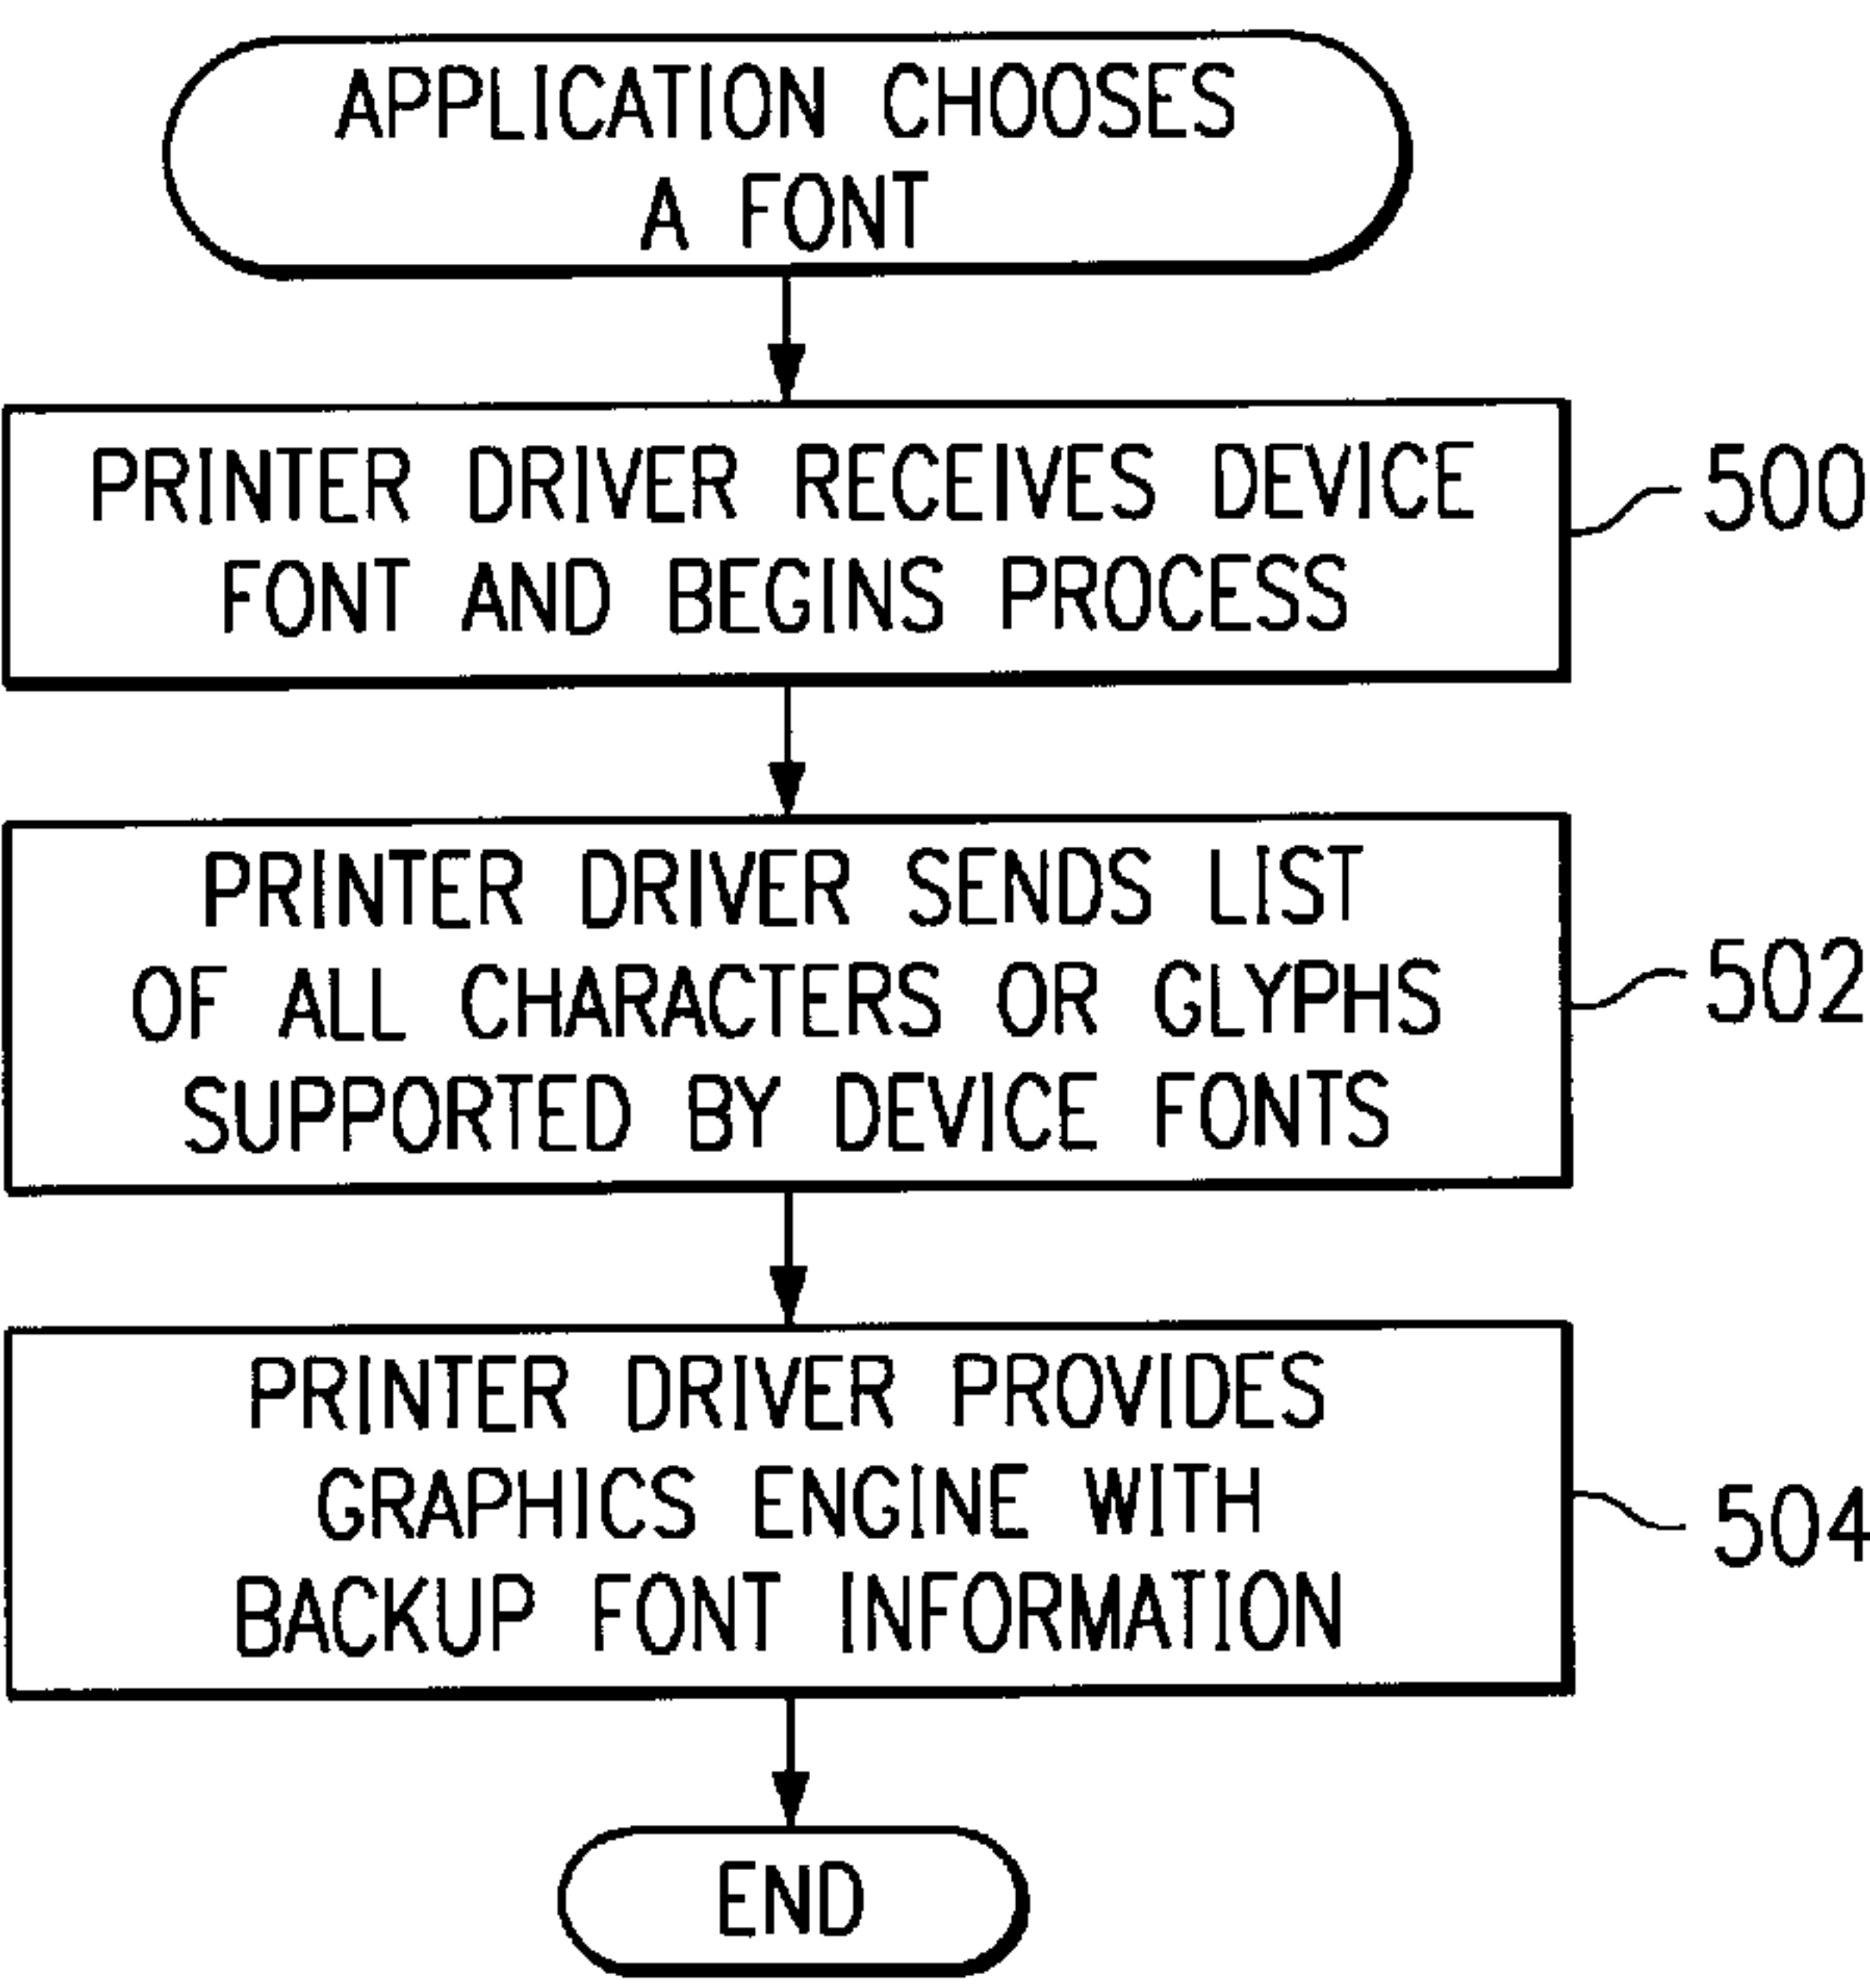 APPLICATION CHOOSES
A FONT
PRINTER DRIVER RECEIVES DEVICE
FONT AND BEGINS PROCESS
500
PRINTER DRIVER SENDS LIST
OF ALL CHARACTERS OR GLYPHS
SUPPORTED BY DEVICE FONTS
502
PRINTER DRIVER PROVIDES
GRAPHICS ENGINE WITH
BACKUP FONT INFORMATION
504
END